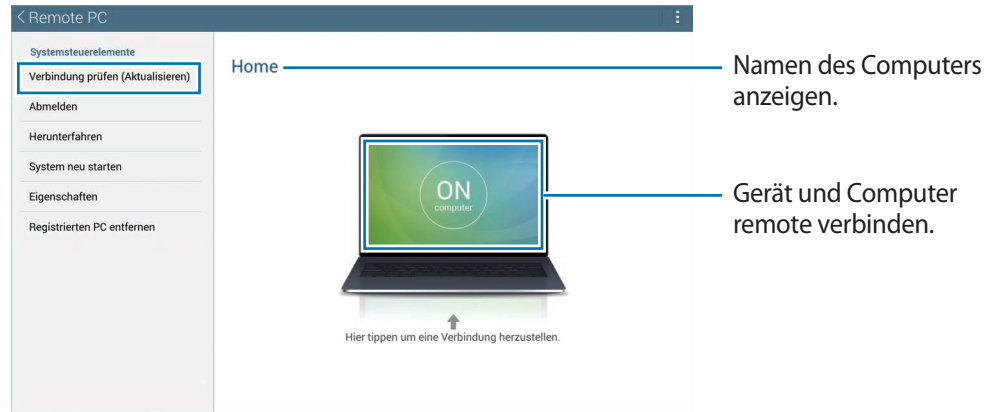 Remote PC
Systemsteuerelemente
Verbindung prüfen (Aktualisieren)
Abmelden
Herunterfahren
System neu starten
Eigenschaften
Registrierten PC entfernen
Home
ON
computer
Hier tippen um eine Verbindung herzustellen.
Namen des Computers
anzeigen.
Gerät und Computer
remote verbinden.